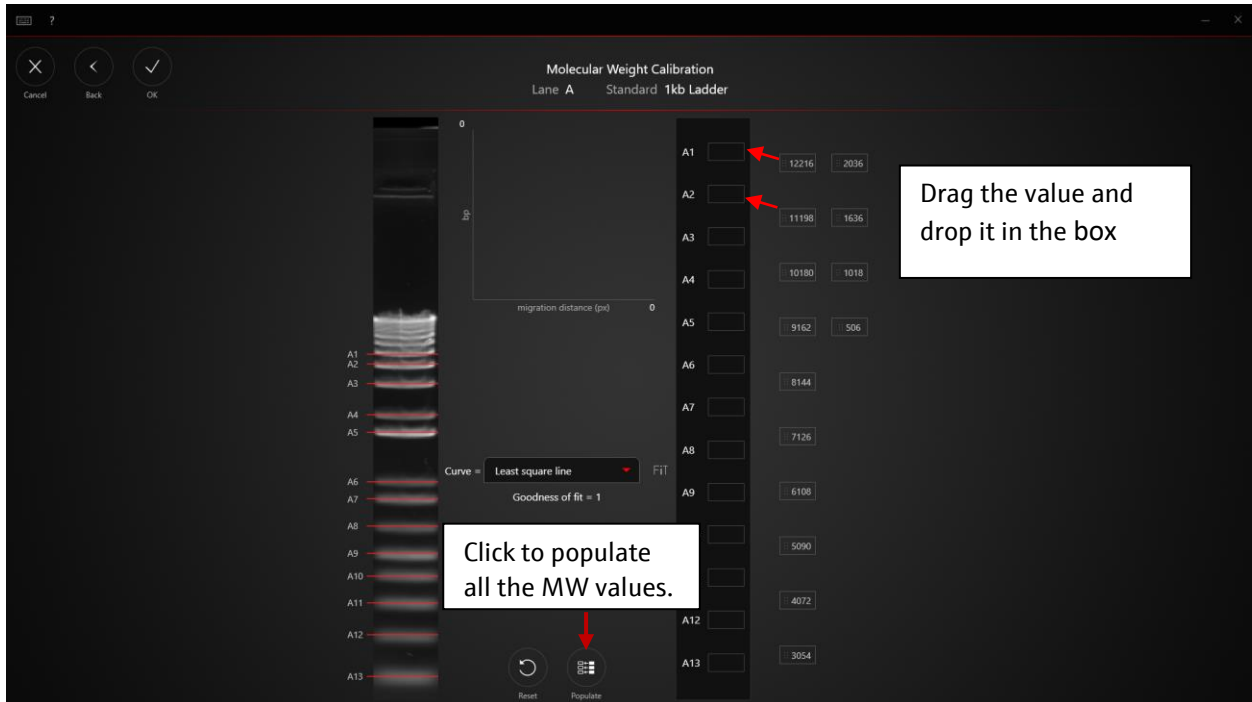 ?
Cancel Back OK
Molecular Weight Calibration
Lane A Standard 1kb Ladder
0
bp
migration distance (px) 0
A1
A2
A3
A4
A5
A6
A7
A8
A9
A10
A11
A12
A13
Curve = Least square line FiT
Goodness of fit = 1
Click to populate
all the MW values.
Reset Populate
A1
A2
A3
A4
A5
A6
A7
A8
A9
A12
A13
12216 2036
11198 1636
10180 1018
9162 506
8144
7126
6108
5090
4072
3054
Drag the value and
drop it in the box